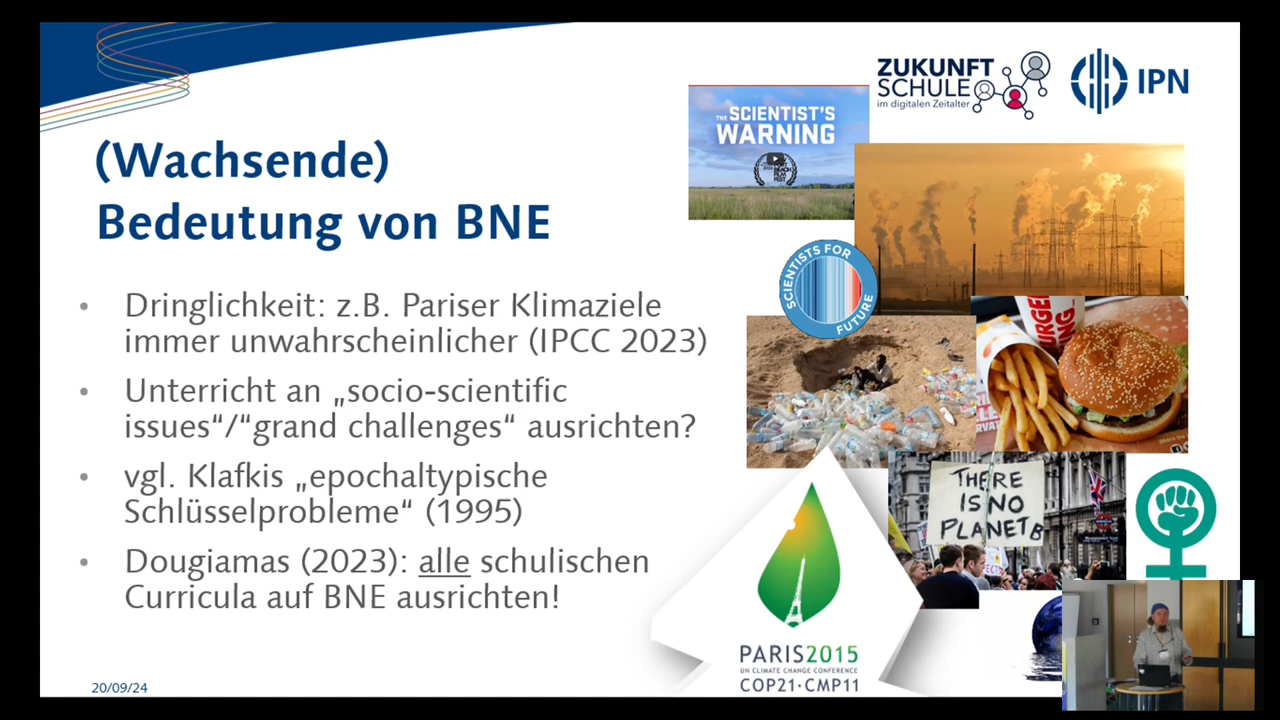 ZUKUNFT
SCHULE
im digitalen Zeitalter
IPN
THE SCIENTIST'S
WARNING
(Wachsende)
Bedeutung von BNE
SCIENTISTS FOR
FUTURE
• Dringlichkeit: z.B. Pariser Klimaziele
immer unwahrscheinlicher (IPCC 2023)
• Unterricht an „socio-scientific
issues“/“grand challenges“ ausrichten?
• vgl. Klafkis „epochaltypische
Schlüsselprobleme“ (1995)
• Dougiamas (2023): alle schulischen
Curricula auf BNE ausrichten!
THERE
IS NO
PLANET B
PARIS2015
UN CLIMATE CHANGE CONFERENCE
COP21·CMP11
20/09/24